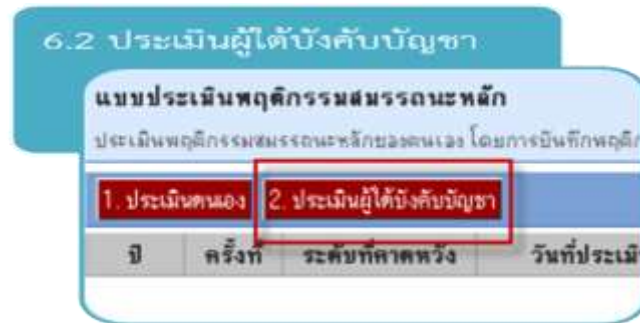 6.2 ประเมินผู้ใต้บังคับบัญชา
แบบประเมินพฤติกรรมสมรรถนะหลัก
ประเมินพฤติกรรมสมรรถนะหลักของตนเอง โดยการบันทึกพฤติก
1. ประเมินตนเอง 2. ประเมินผู้ใต้บังคับบัญชา
ปี ครั้งที่ ระดับที่คาดหวัง วันที่ประเมิ